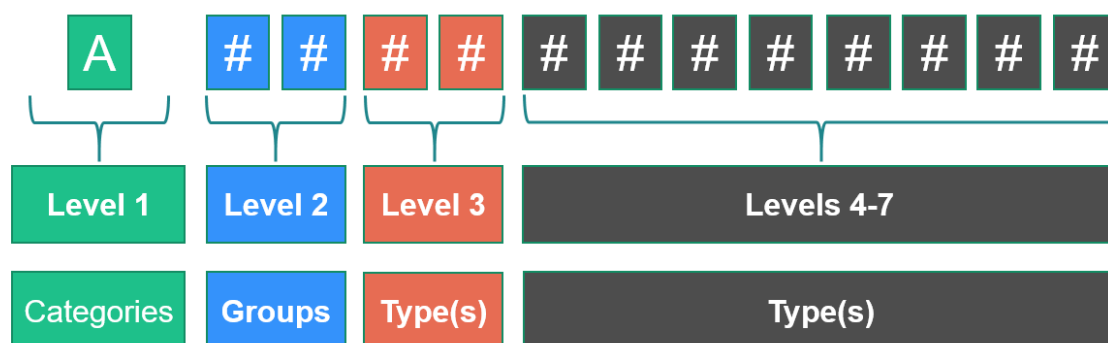 A # # # # # # # # # # # #
Level 1 Level 2 Level 3 Levels 4-7
Categories Groups Type(s) Type(s)